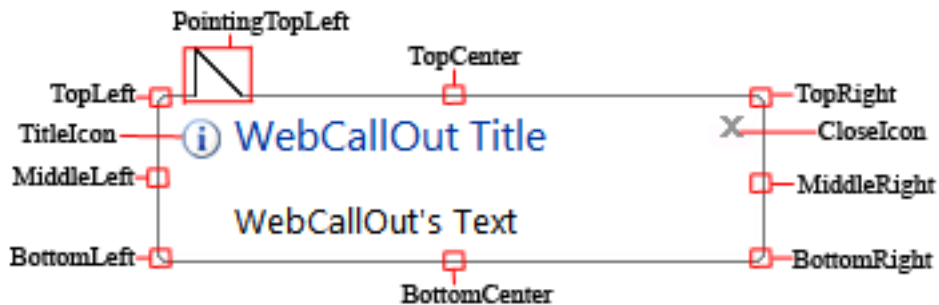 PointingTopLeft
TopCenter
TopLeft
TopRight
TitleIcon
WebCallOut Title
X
CloseIcon
MiddleLeft
MiddleRight
WebCallOut's Text
BottomLeft
BottomRight
BottomCenter